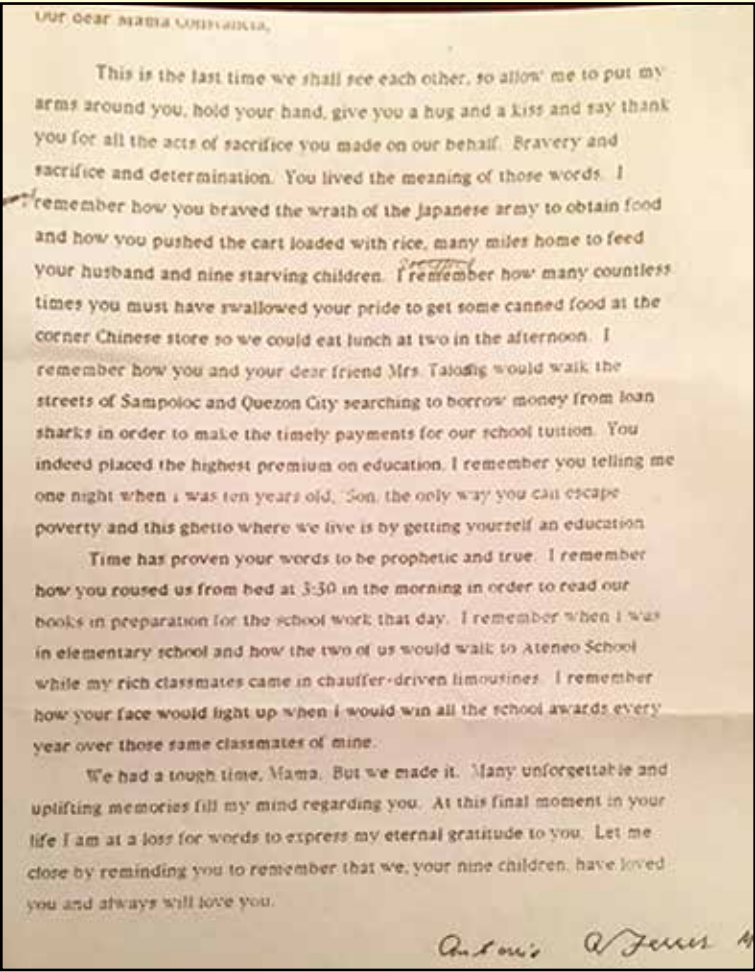 Our dear Mama Constancia,
This is the last time we shall see each other, so allow me to put my
arms around you, hold your hand, give you a hug and a kiss and say thank
you for all the acts of sacrifice you made on our behalf. Bravery and
sacrifice and determination. You lived the meaning of those words. I
remember how you braved the wrath of the Japanese army to obtain food
and how you pushed the cart loaded with rice, many miles home to feed
your husband and nine starving children. I remember how many countless
times you must have swallowed your pride to get some canned food at the
corner Chinese store so we could eat lunch at two in the afternoon. I
remember how you and your dear friend Mrs. would walk the
streets of Sampoloc and Quezon City searching to borrow money from loan
sharks in order to make the timely payments for our school tuition. You
indeed placed the highest premium on education. I remember you telling me
one night when i was ten years old, "Son, the only way you can escape
poverty and this ghetto where we live is by getting yourself an education
Time has proven your words to be prophetic and true. I remember
how you roused us from bed at 3:30 in the morning in order to read our
books in preparation for the school work that day. I remember when I was
in elementary school and how the two of us would walk to Ateneo School
while my rich classmates came in chauffer-driven limousines. I remember
how your face would light up when I would win all the school awards every
year over those same classmates of mine.
We had a tough time, Mama. But we made it. Many unforgettable and
uplifting memories fill my mind regarding you. At this final moment in your
life I am at a loss for words to express my eternal gratitude to you. Let me
close by reminding you to remember that we, your nine children, have loved
you and always will love you.
Antonio A